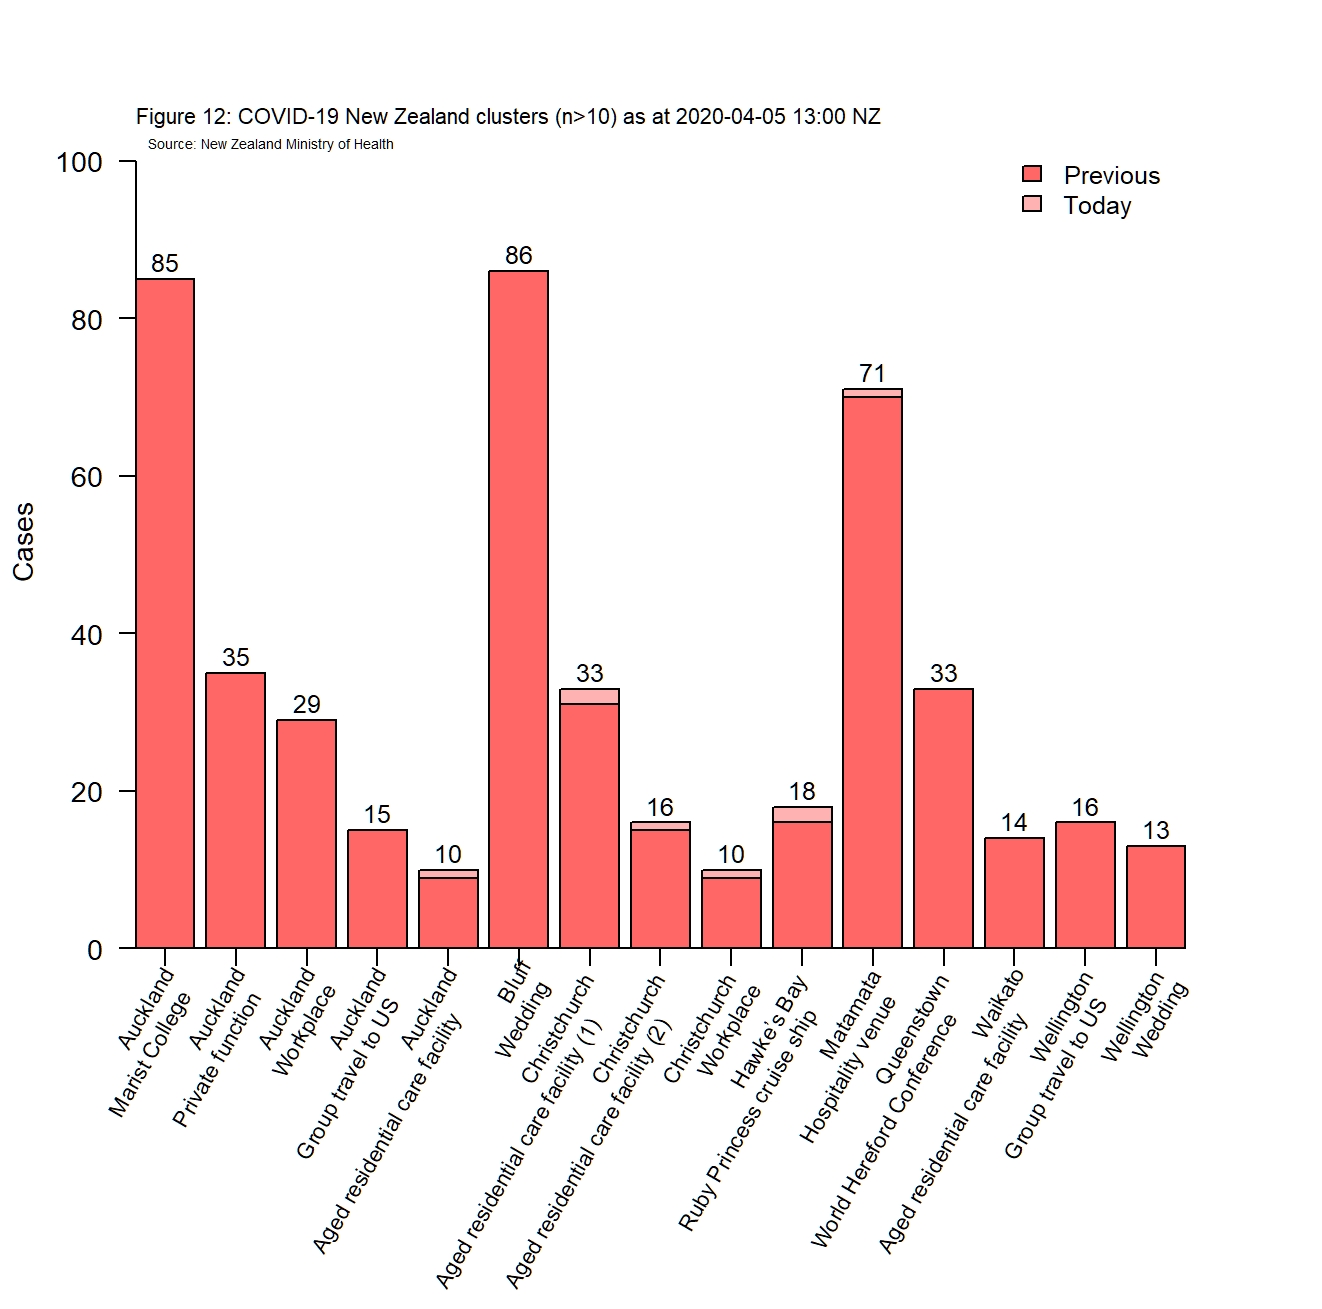 Figure 12: COVID-19 New Zealand clusters (n>10) as at 2020-04-05 13:00 NZ
Source: New Zealand Ministry of Health
Previous
Today
Cases
100
80
60
40
20
0
85
35
29
15
10
86
33
16
10
18
71
33
14
16
13
Auckland
Marist College
Auckland
Private function
Auckland
Workplace
Auckland
Group travel to US
Auckland
Aged residential care facility
Bluff
Wedding
Christchurch
Aged residential care facility (1)
Christchurch
Aged residential care facility (2)
Christchurch
Workplace
Hawke's Bay
Ruby Princess cruise ship
Matamata
Hospitality venue
Queenstown
World Hereford Conference
Waikato
Aged residential care facility
Wellington
Group travel to US
Wellington
Wedding